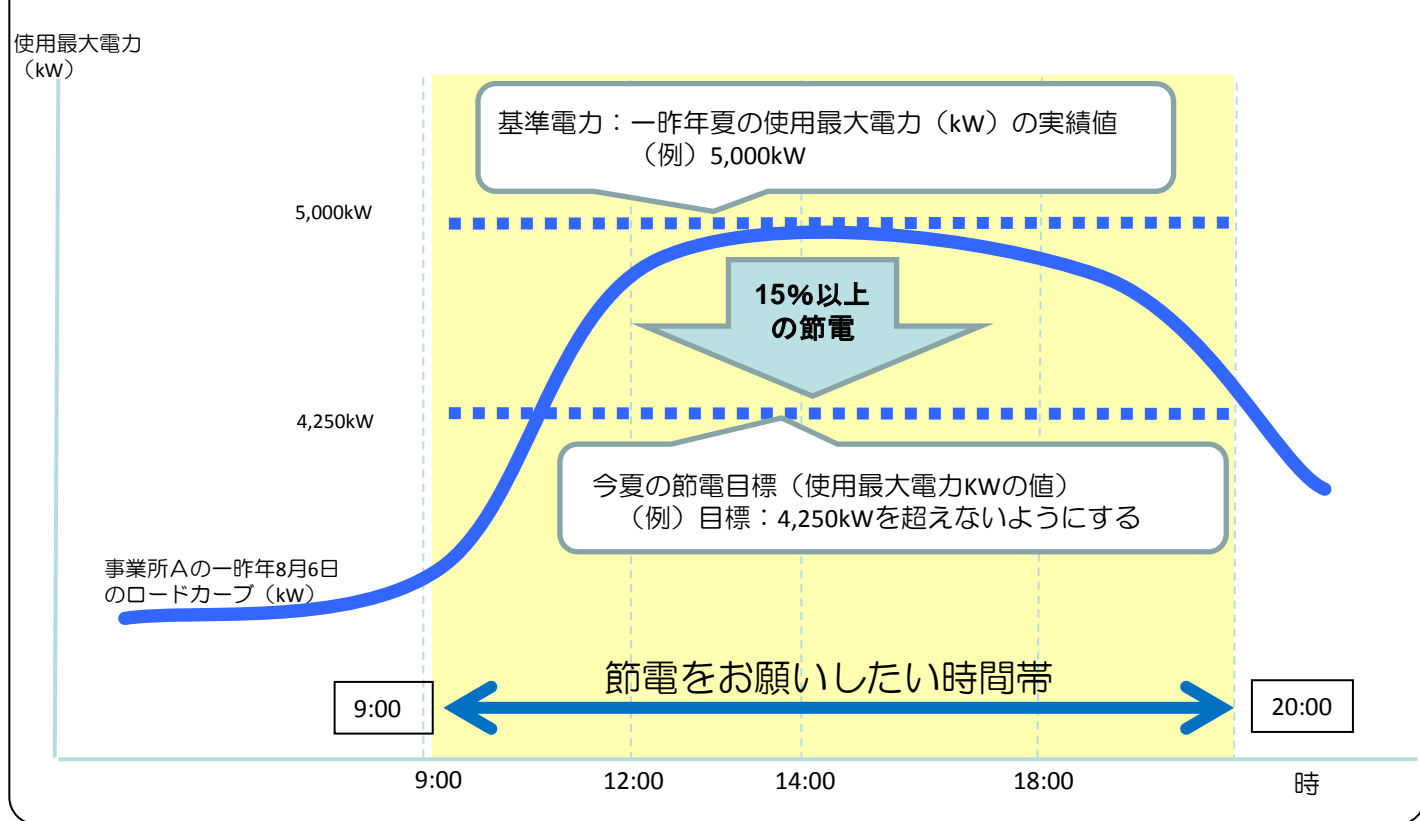 使用最大電力
（kW）
基準電力：一昨年夏の使用最大電力（kW）の実績値
（例）5,000kW
5,000kW
15%以上
の節電
4,250kW
今夏の節電目標（使用最大電力KWの値）
（例）目標：4,250kWを超えないようにする
事業所Ａの一昨年8月6日
のロードカーブ（kW）
節電をお願いしたい時間帯
9:00
20:00
9:00
12:00
14:00
18:00
時